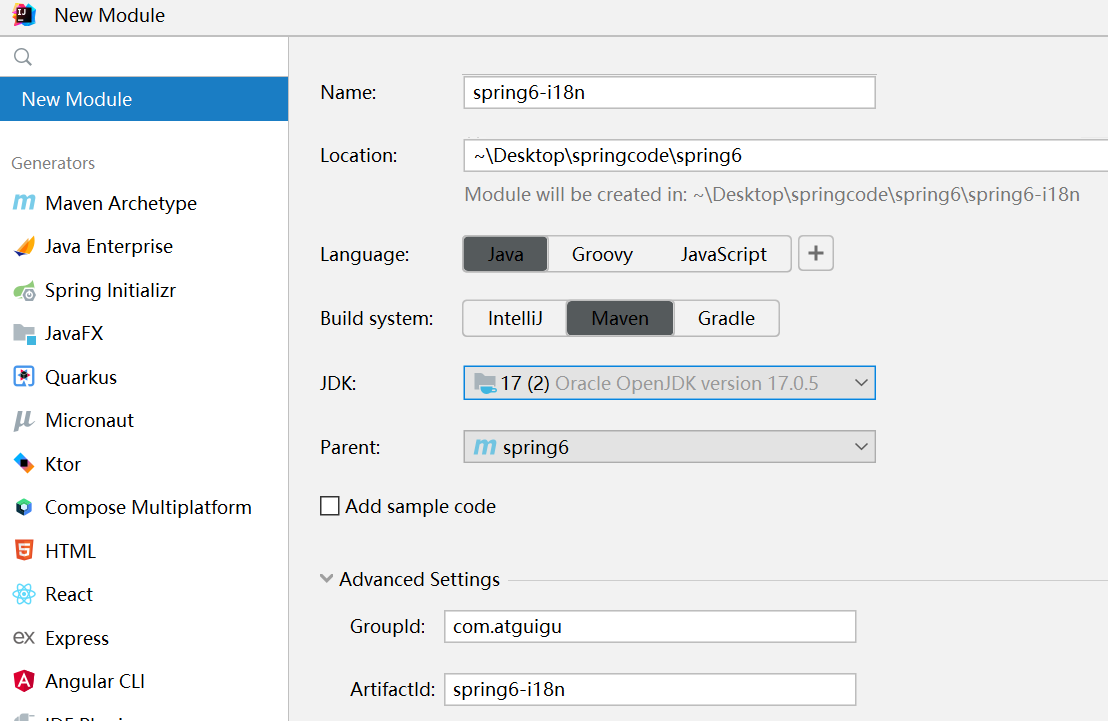 New Module
New Module
Generators
Maven Archetype
Java Enterprise
Spring Initializr
JavaFX
Quarkus
Micronaut
Ktor
Compose Multiplatform
HTML
React
Express
Angular CLI
Name: spring6-i18n
Location: ~\Desktop\springcode\spring6
Module will be created in: ~\Desktop\springcode\spring6\spring6-i18n
Language: Java Groovy JavaScript
Build system: IntelliJ Maven Gradle
JDK: 17 (2) Oracle OpenJDK version 17.0.5
Parent: spring6
Add sample code
Advanced Settings
GroupId: com.atguigu
ArtifactId: spring6-i18n